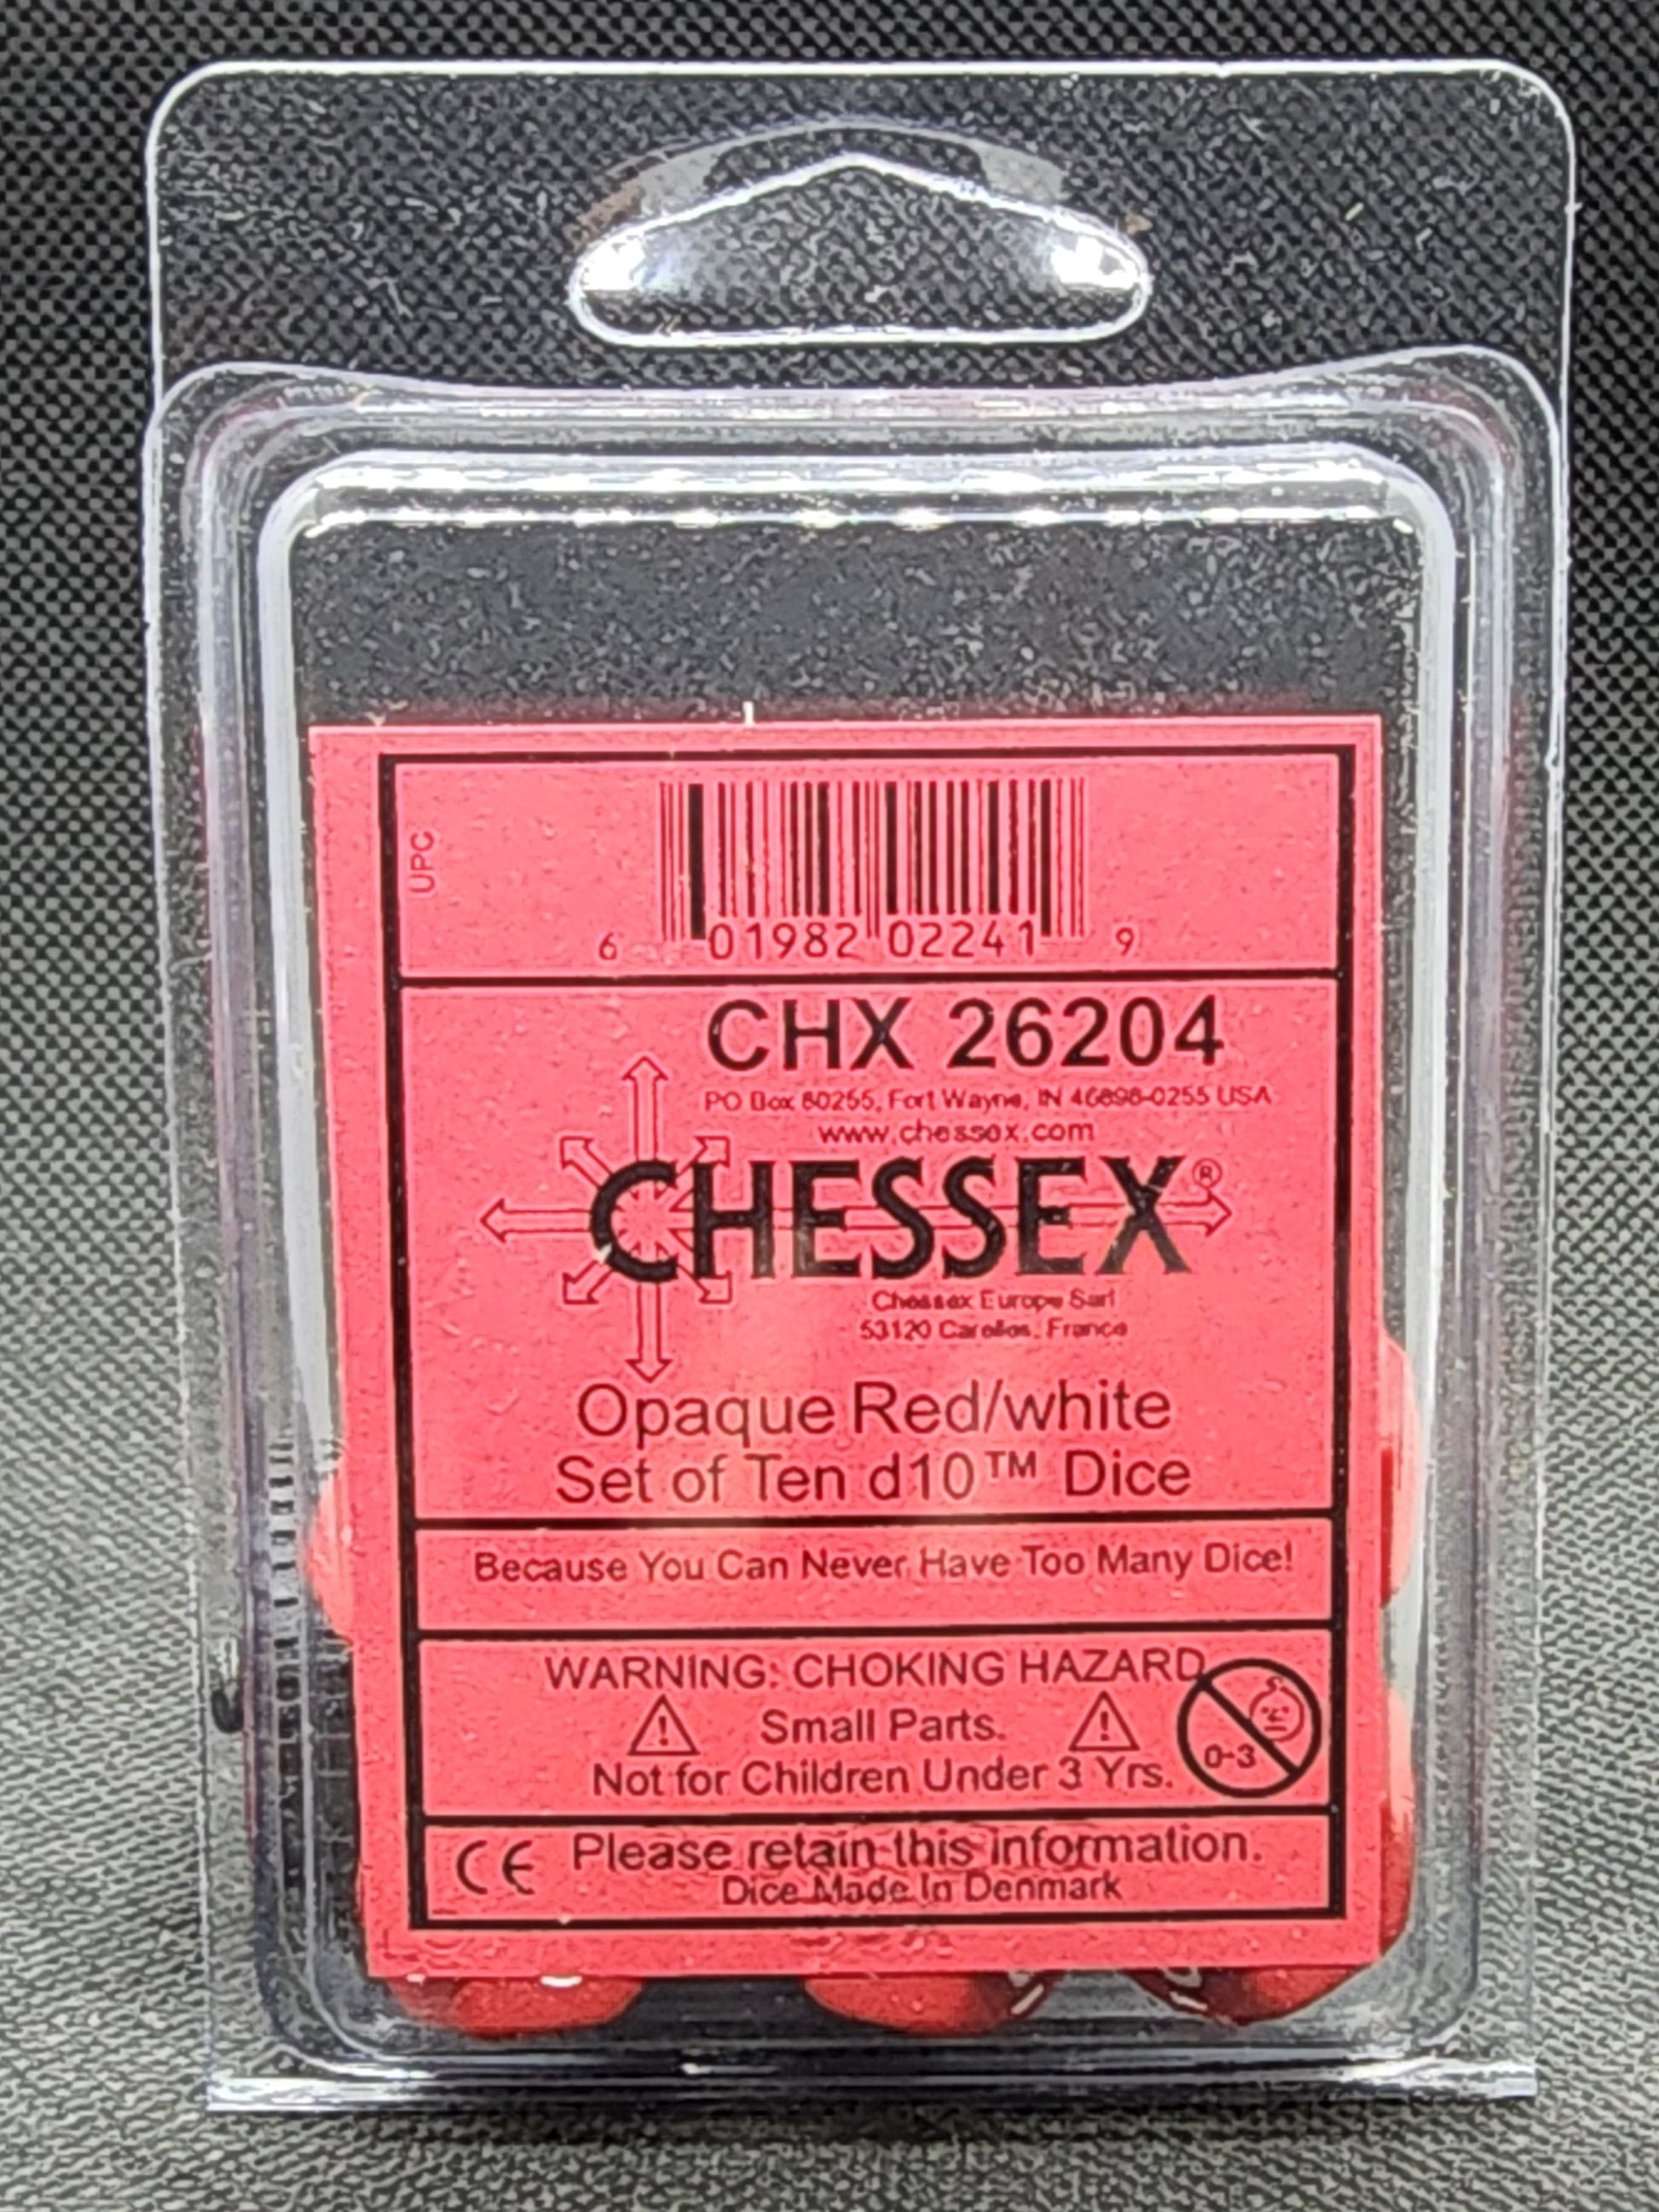 UPC
6 01982 02241 9
CHX 26204
PO Box 80255, Fort Wayne, IN 46898-0255 USA
www.chessex.com
CHESSEX®
Chessex Europe Sarl
53120 Carelles, France
Opaque Red/white
Set of Ten d10™ Dice
Because You Can Never Have Too Many Dice!
WARNING: CHOKING HAZARD
Small Parts.
Not for Children Under 3 Yrs.
0-3
CE Please retain this information.
Dice Made In Denmark